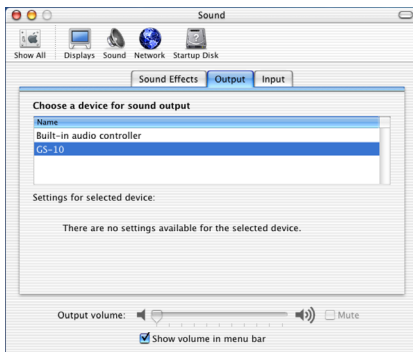 Sound
Show All Displays Sound Network Startup Disk
Sound Effects Output Input
Choose a device for sound output
Name
Built-in audio controller
GS-10
Settings for selected device:
There are no settings available for the selected device.
Output volume: Mute
Show volume in menu bar